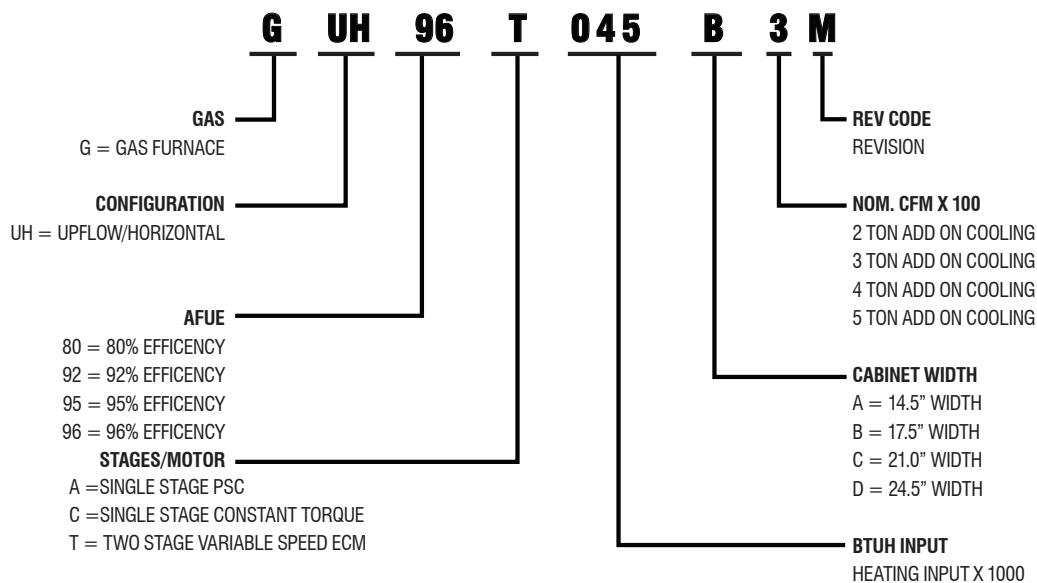 G UH 96 T 045 B 3 M
GAS
G = GAS FURNACE
CONFIGURATION
UH = UPFLOW/HORIZONTAL
AFUE
80 = 80% EFFICENCY
92 = 92% EFFICENCY
95 = 95% EFFICENCY
96 = 96% EFFICENCY
STAGES/MOTOR
A =SINGLE STAGE PSC
C =SINGLE STAGE CONSTANT TORQUE
T = TWO STAGE VARIABLE SPEED ECM
REV CODE
REVISION
NOM. CFM X 100
2 TON ADD ON COOLING
3 TON ADD ON COOLING
4 TON ADD ON COOLING
5 TON ADD ON COOLING
CABINET WIDTH
A = 14.5” WIDTH
B = 17.5” WIDTH
C = 21.0” WIDTH
D = 24.5” WIDTH
BTUH INPUT
HEATING INPUT X 1000